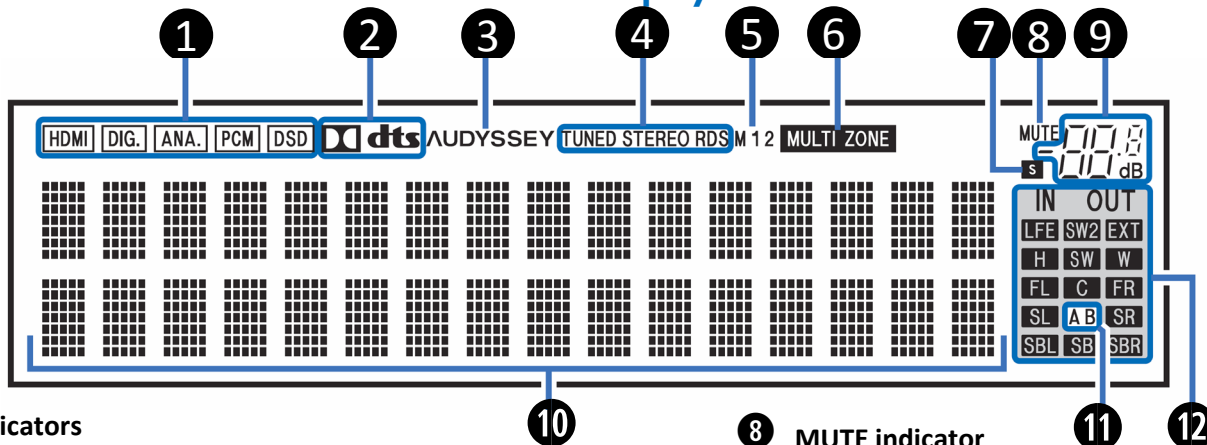 1 2 3 4 5 6 7 8 9
HDMI DIG. ANA. PCM DSD dts AUDYSSEY TUNED STEREO RDS M 1 2 MULTI ZONE MUTE
S dB
IN OUT
LFE SW2 EXT
H SW W
FL C FR
SL A B SR
SBL SB SBR
10 11 12
icators
8 MUTE indicator